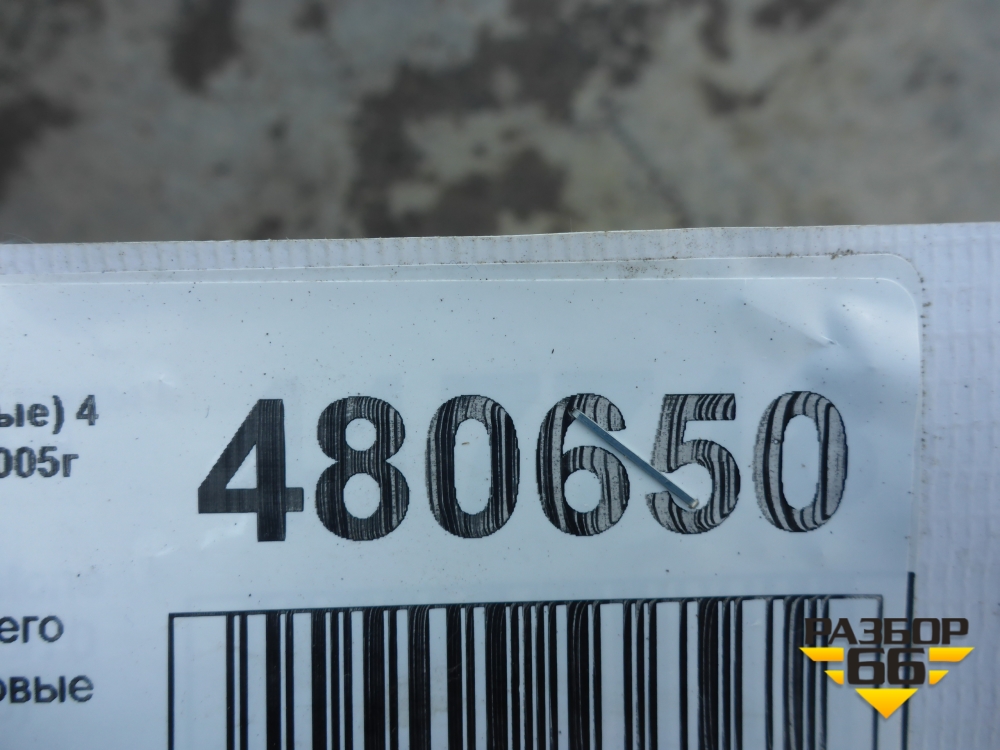 ые) 4
005г
480650
его
овые
РАЗБОР
66